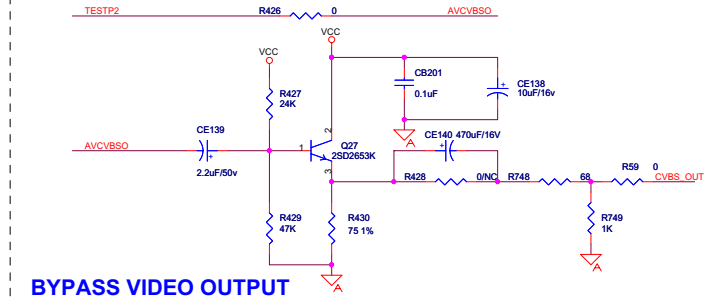 TESTP2 R426 0 AVCVBSO
VCC VCC
R427
24K
CB201
0.1uF
CE138
10uF/16v
+
A
AVCVBSO CE139
+
2.2uF/50v
1 2 3
Q27
2SD2653K
CE140 470uF/16V
+
R428 0/NC R748 68 R59 0
CVBS_OUT
R429
47K
R430
75 1%
R749
1K
A
A
BYPASS VIDEO OUTPUT